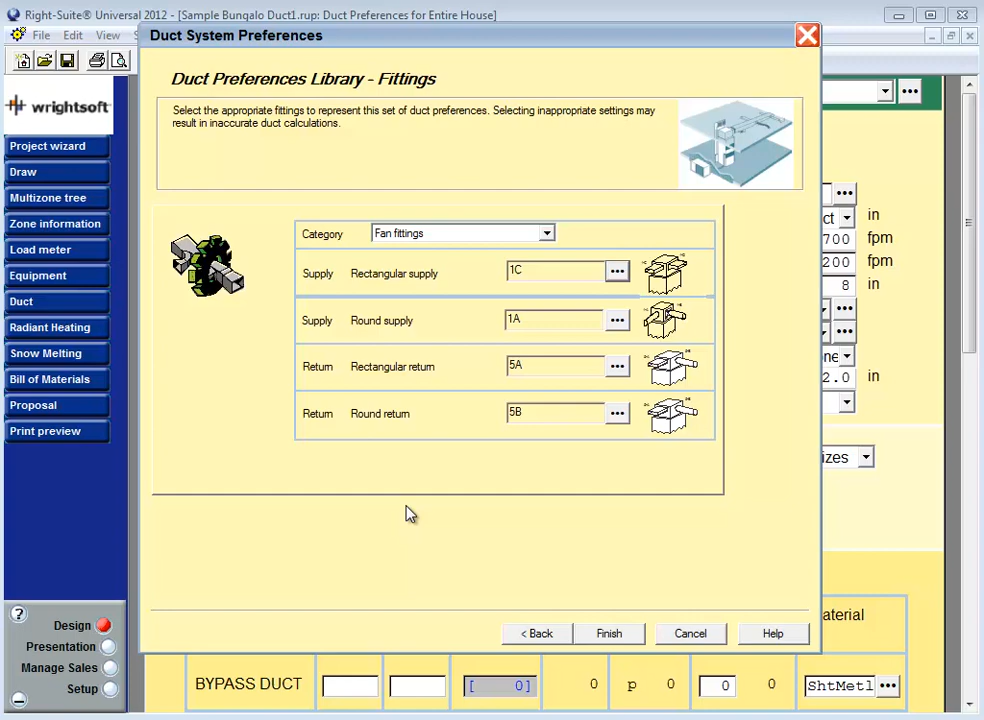 Right-Suite® Universal 2012 - [Sample Bungalo Duct1.rup: Duct Preferences for Entire House]
File Edit View
Duct System Preferences
wrightsoft
Project wizard
Draw
Multizone tree
Zone information
Load meter
Equipment
Duct
Radiant Heating
Snow Melting
Bill of Materials
Proposal
Print preview
Duct Preferences Library - Fittings
Select the appropriate fittings to represent this set of duct preferences. Selecting inappropriate settings may
result in inaccurate duct calculations.
Category Fan fittings
Supply Rectangular supply 1C
Supply Round supply 1A
Return Rectangular return 5A
Return Round return 5B
< Back Finish Cancel Help
ct in
700 fpm
200 fpm
8 in
ne
2.0 in
izes
aterial
? Design
Presentation
Manage Sales
Setup
BYPASS DUCT [ 0] 0 p 0 0 0 ShtMetl